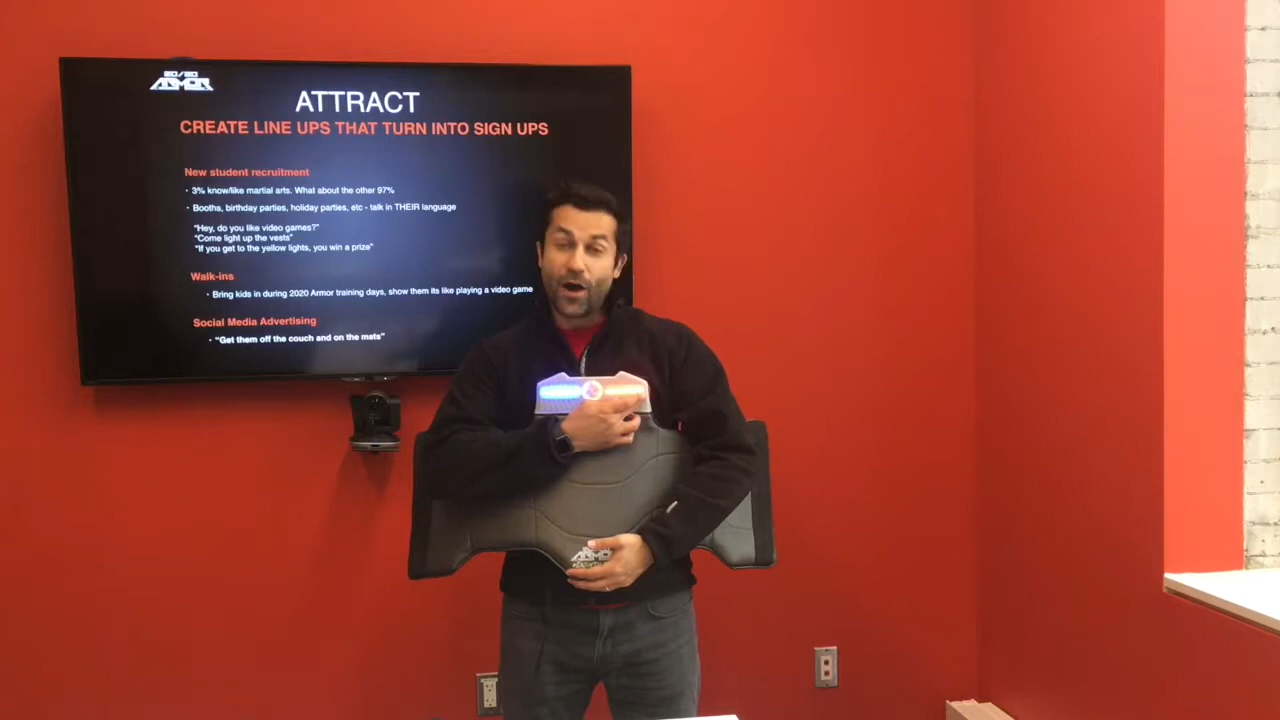 20/20
ARMOR
ATTRACT
CREATE LINE UPS THAT TURN INTO SIGN UPS
New student recruitment
• 3% know/like martial arts. What about the other 97%
• Booths, birthday parties, holiday parties, etc - talk in THEIR language
"Hey, do you like video games?"
"Come light up the vests"
"If you get to the yellow lights, you win a prize"
Walk-ins
• Bring kids in during 2020 Armor training days, show them its like playing a video game
Social Media Advertising
• "Get them off the couch and on the mats"
ARMOR